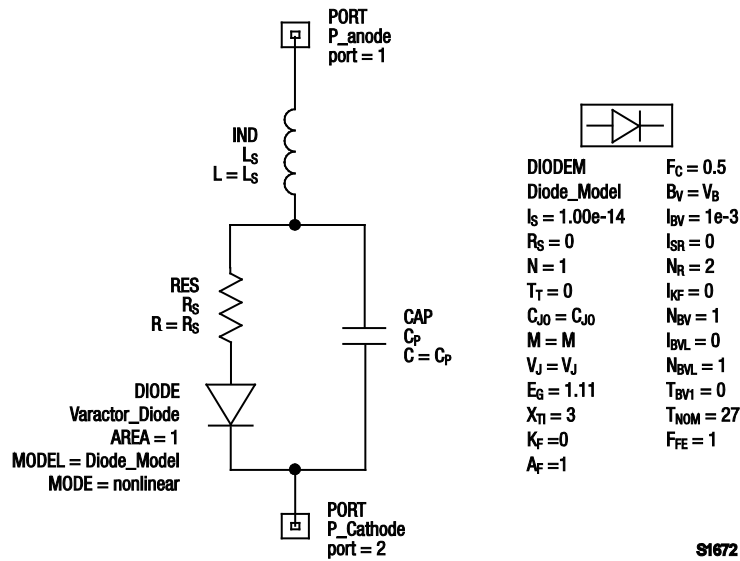 PORT
P_anode
port = 1
IND
LS
L = LS
RES
RS
R = RS
CAP
CP
C = CP
DIODE
Varactor_Diode
AREA = 1
MODEL = Diode_Model
MODE = nonlinear
PORT
P_Cathode
port = 2
DIODEM
Diode_Model
IS = 1.00e-14
RS = 0
N = 1
TT = 0
CJO = CJO
M = M
VJ = VJ
EG = 1.11
XTI = 3
KF =0
AF =1
FC = 0.5
BV = VB
IBV = 1e-3
ISR = 0
NR = 2
IKF = 0
NBV = 1
IBVL = 0
NBVL = 1
TBV1 = 0
TNOM = 27
FFE = 1
S1672